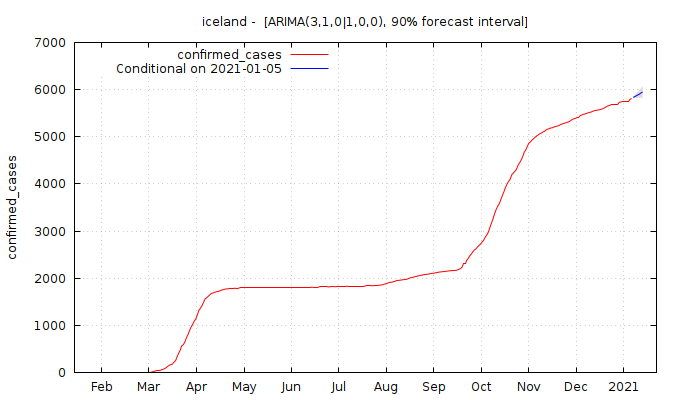 iceland -  [ARIMA(3,1,0|1,0,0), 90% forecast interval]
7000
6000
5000
4000
3000
2000
1000
0
confirmed_cases
confirmed_cases
Conditional on 2021-01-05
Feb Mar Apr May Jun Jul Aug Sep Oct Nov Dec 2021